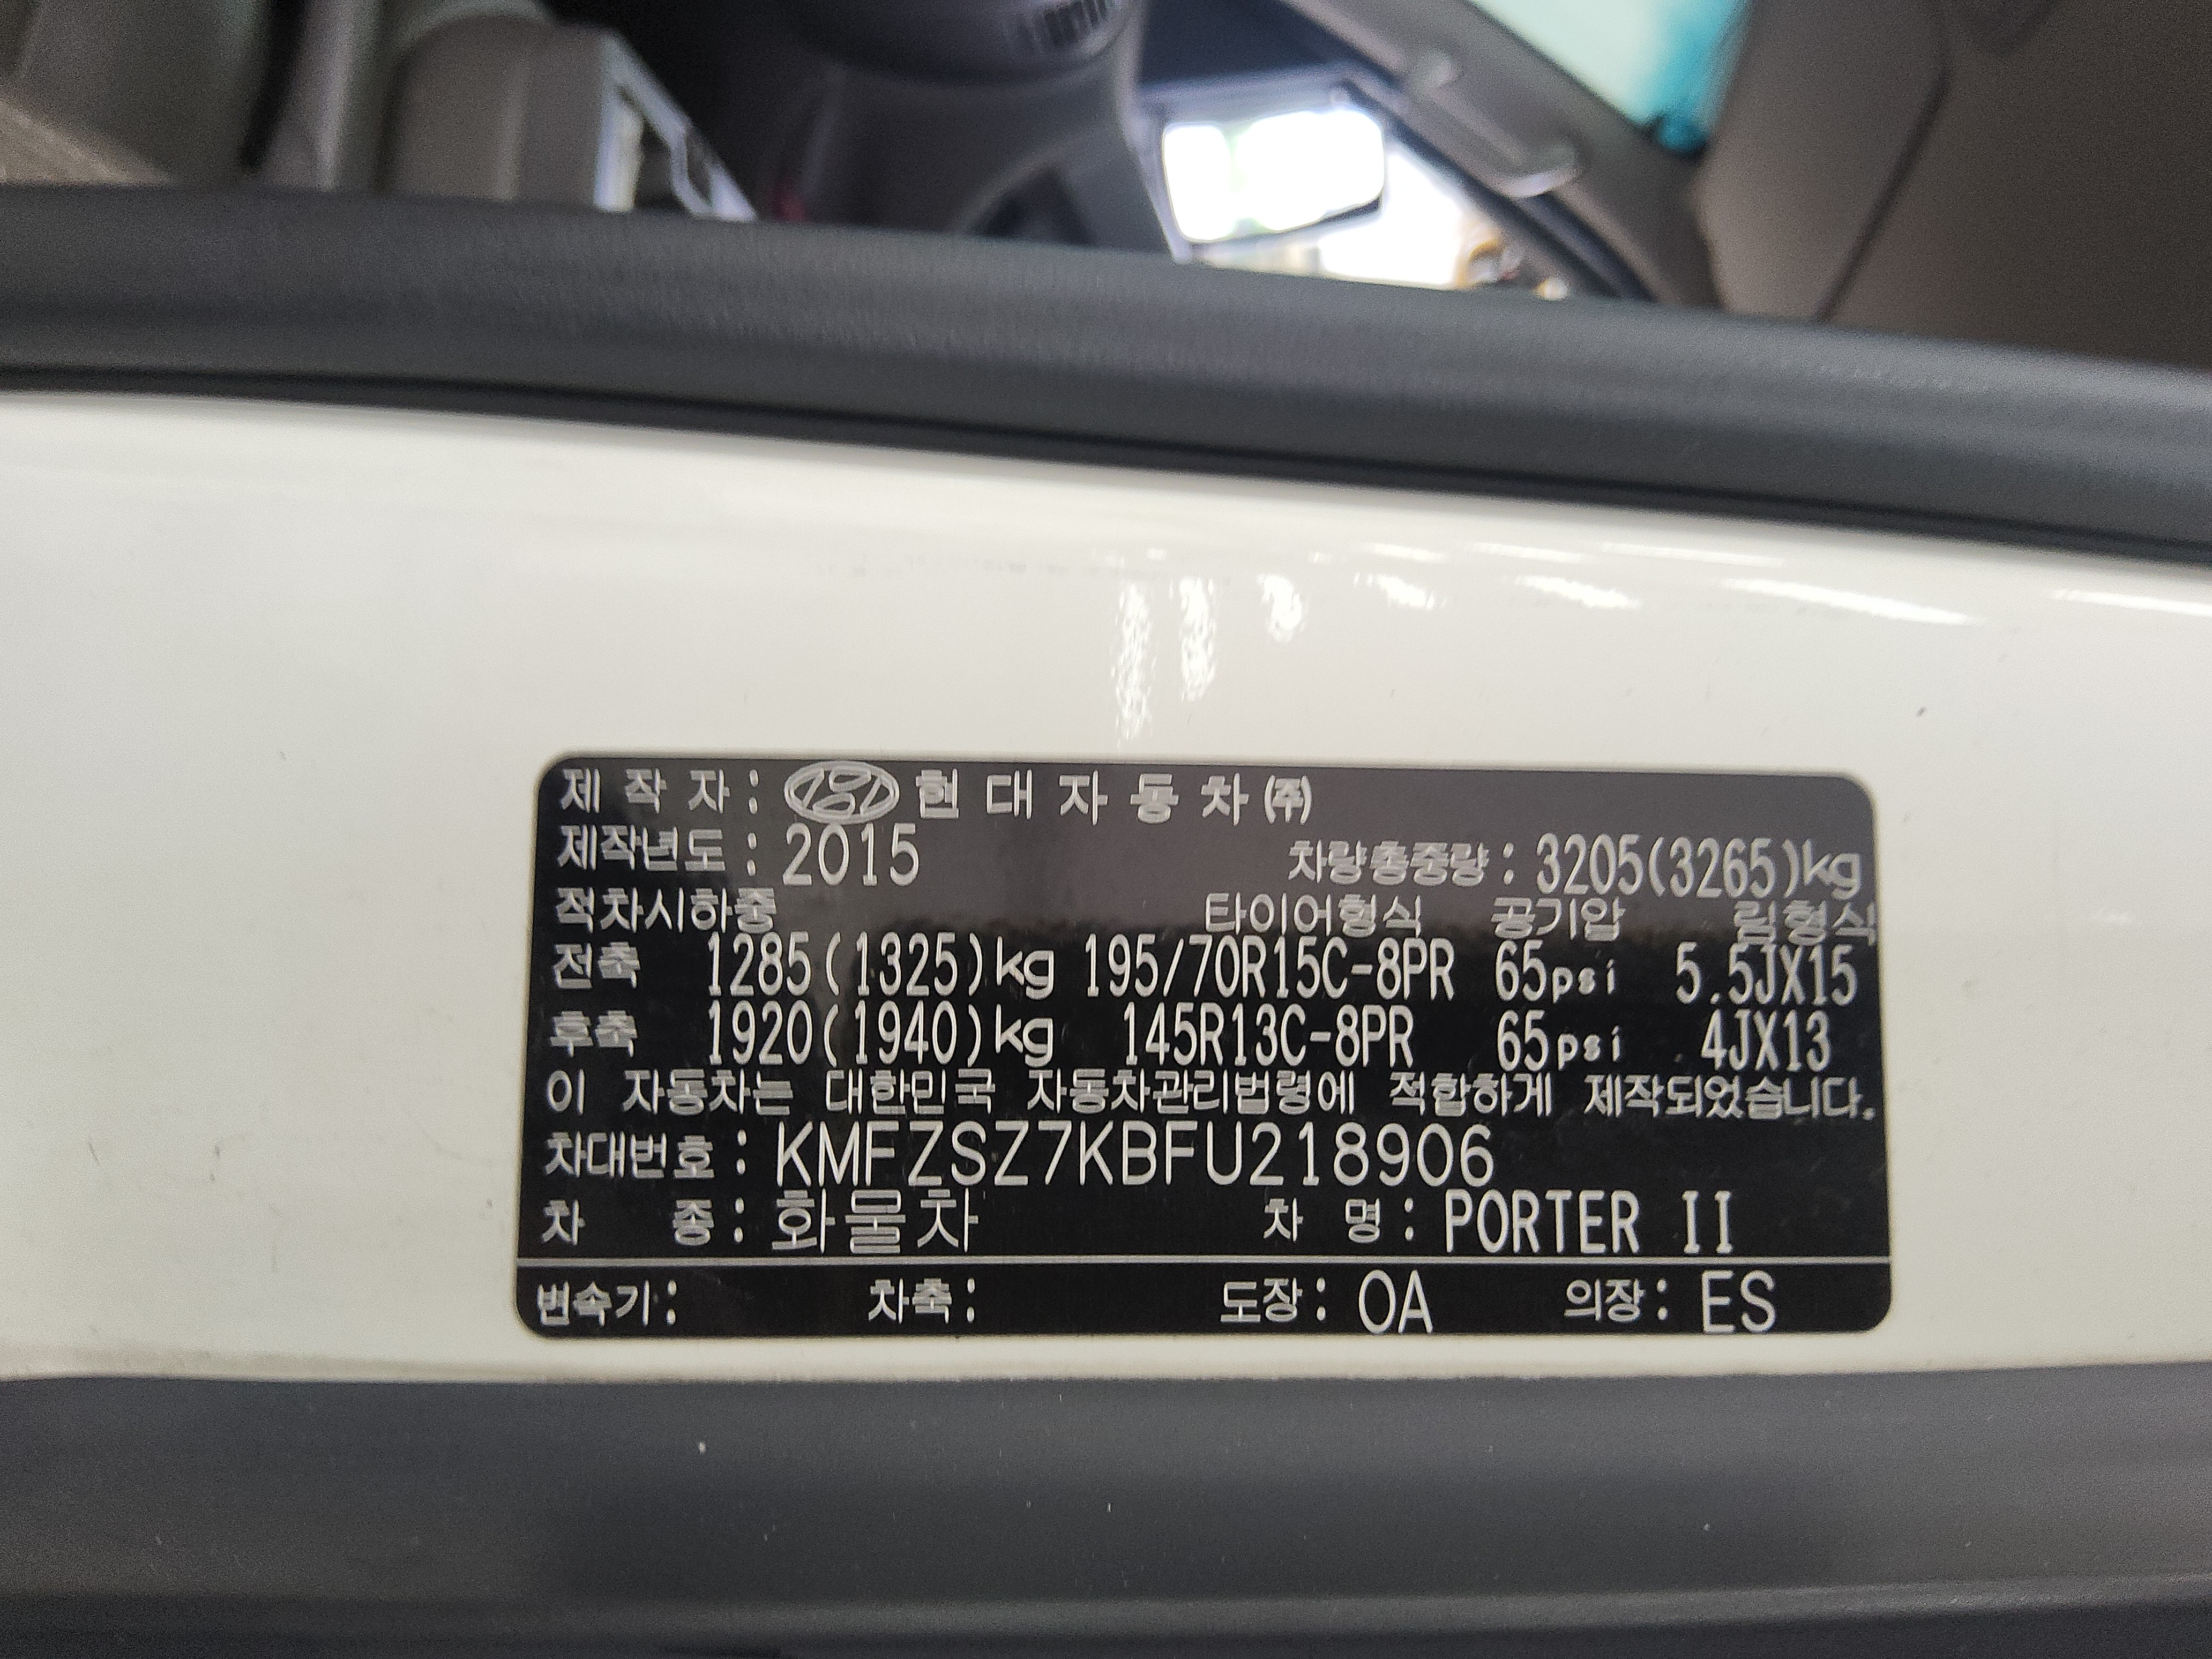 제 작 자 : 현 대 자 동 차 ㈜
제작년도 : 2015 차량총중량 : 3205(3265)kg
적차시하중 타이어형식 공기압 림형식
전축 1285(1325)kg 195/70R15C-8PR 65psi 5.5JX15
후축 1920(1940)kg 145R13C-8PR 65psi 4JX13
이 자동차는 대한민국 자동차관리법령에 적합하게 제작되었습니다.
차대번호 : KMFZSZ7KBFU218906
차 종 : 화물차 차 명 : PORTER II
변속기 : 차축 : 도장 : OA 의장 : ES